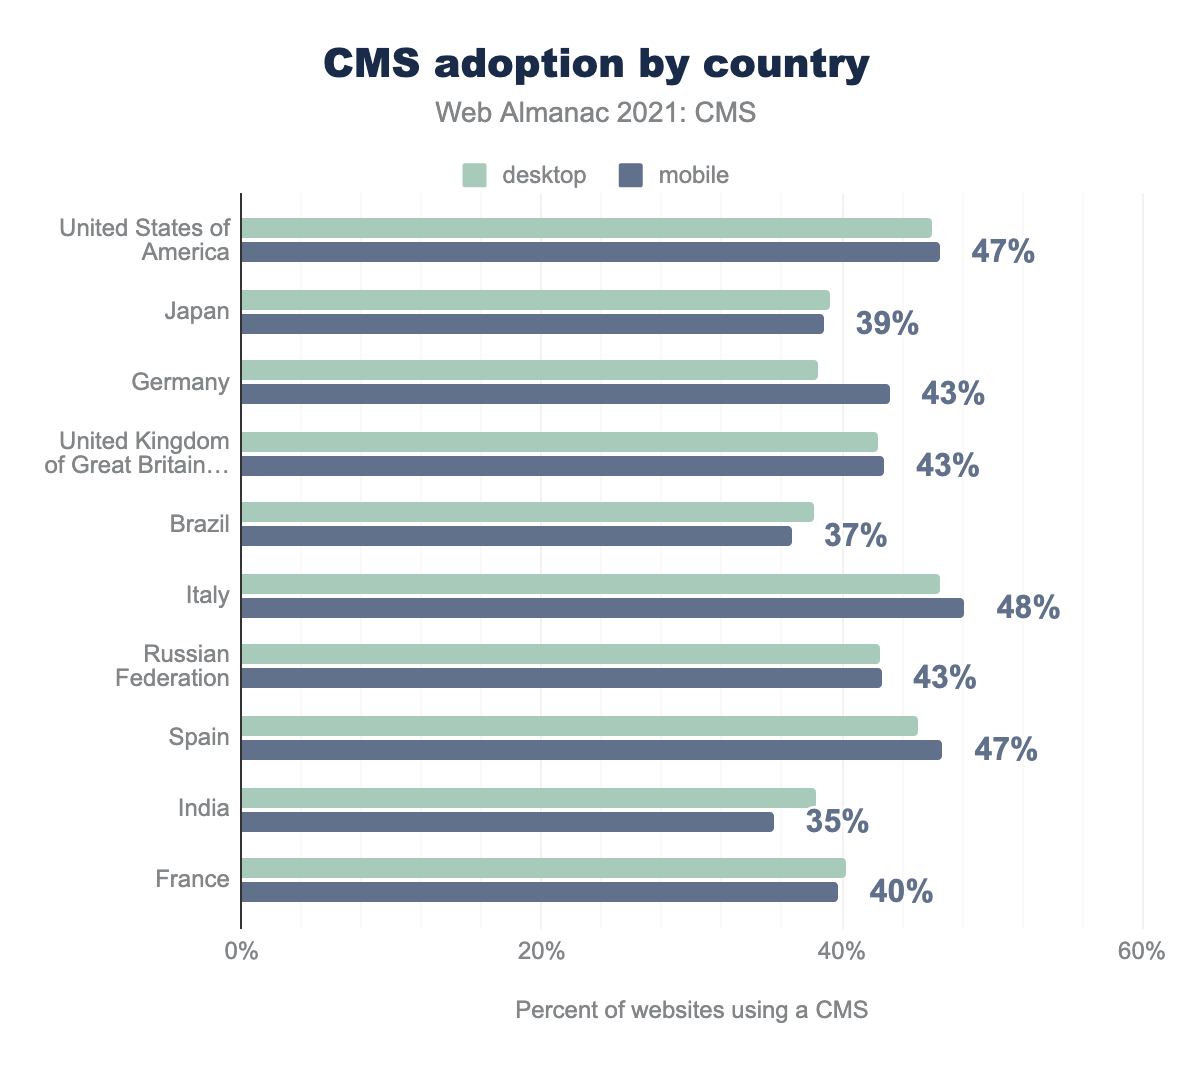 CMS adoption by country
Web Almanac 2021: CMS
desktop
mobile
United States of
America
47%
Japan
39%
Germany
43%
United Kingdom
of Great Britain…
43%
Brazil
37%
Italy
48%
Russian
Federation
43%
Spain
47%
India
35%
France
40%
0%
20%
40%
60%
Percent of websites using a CMS